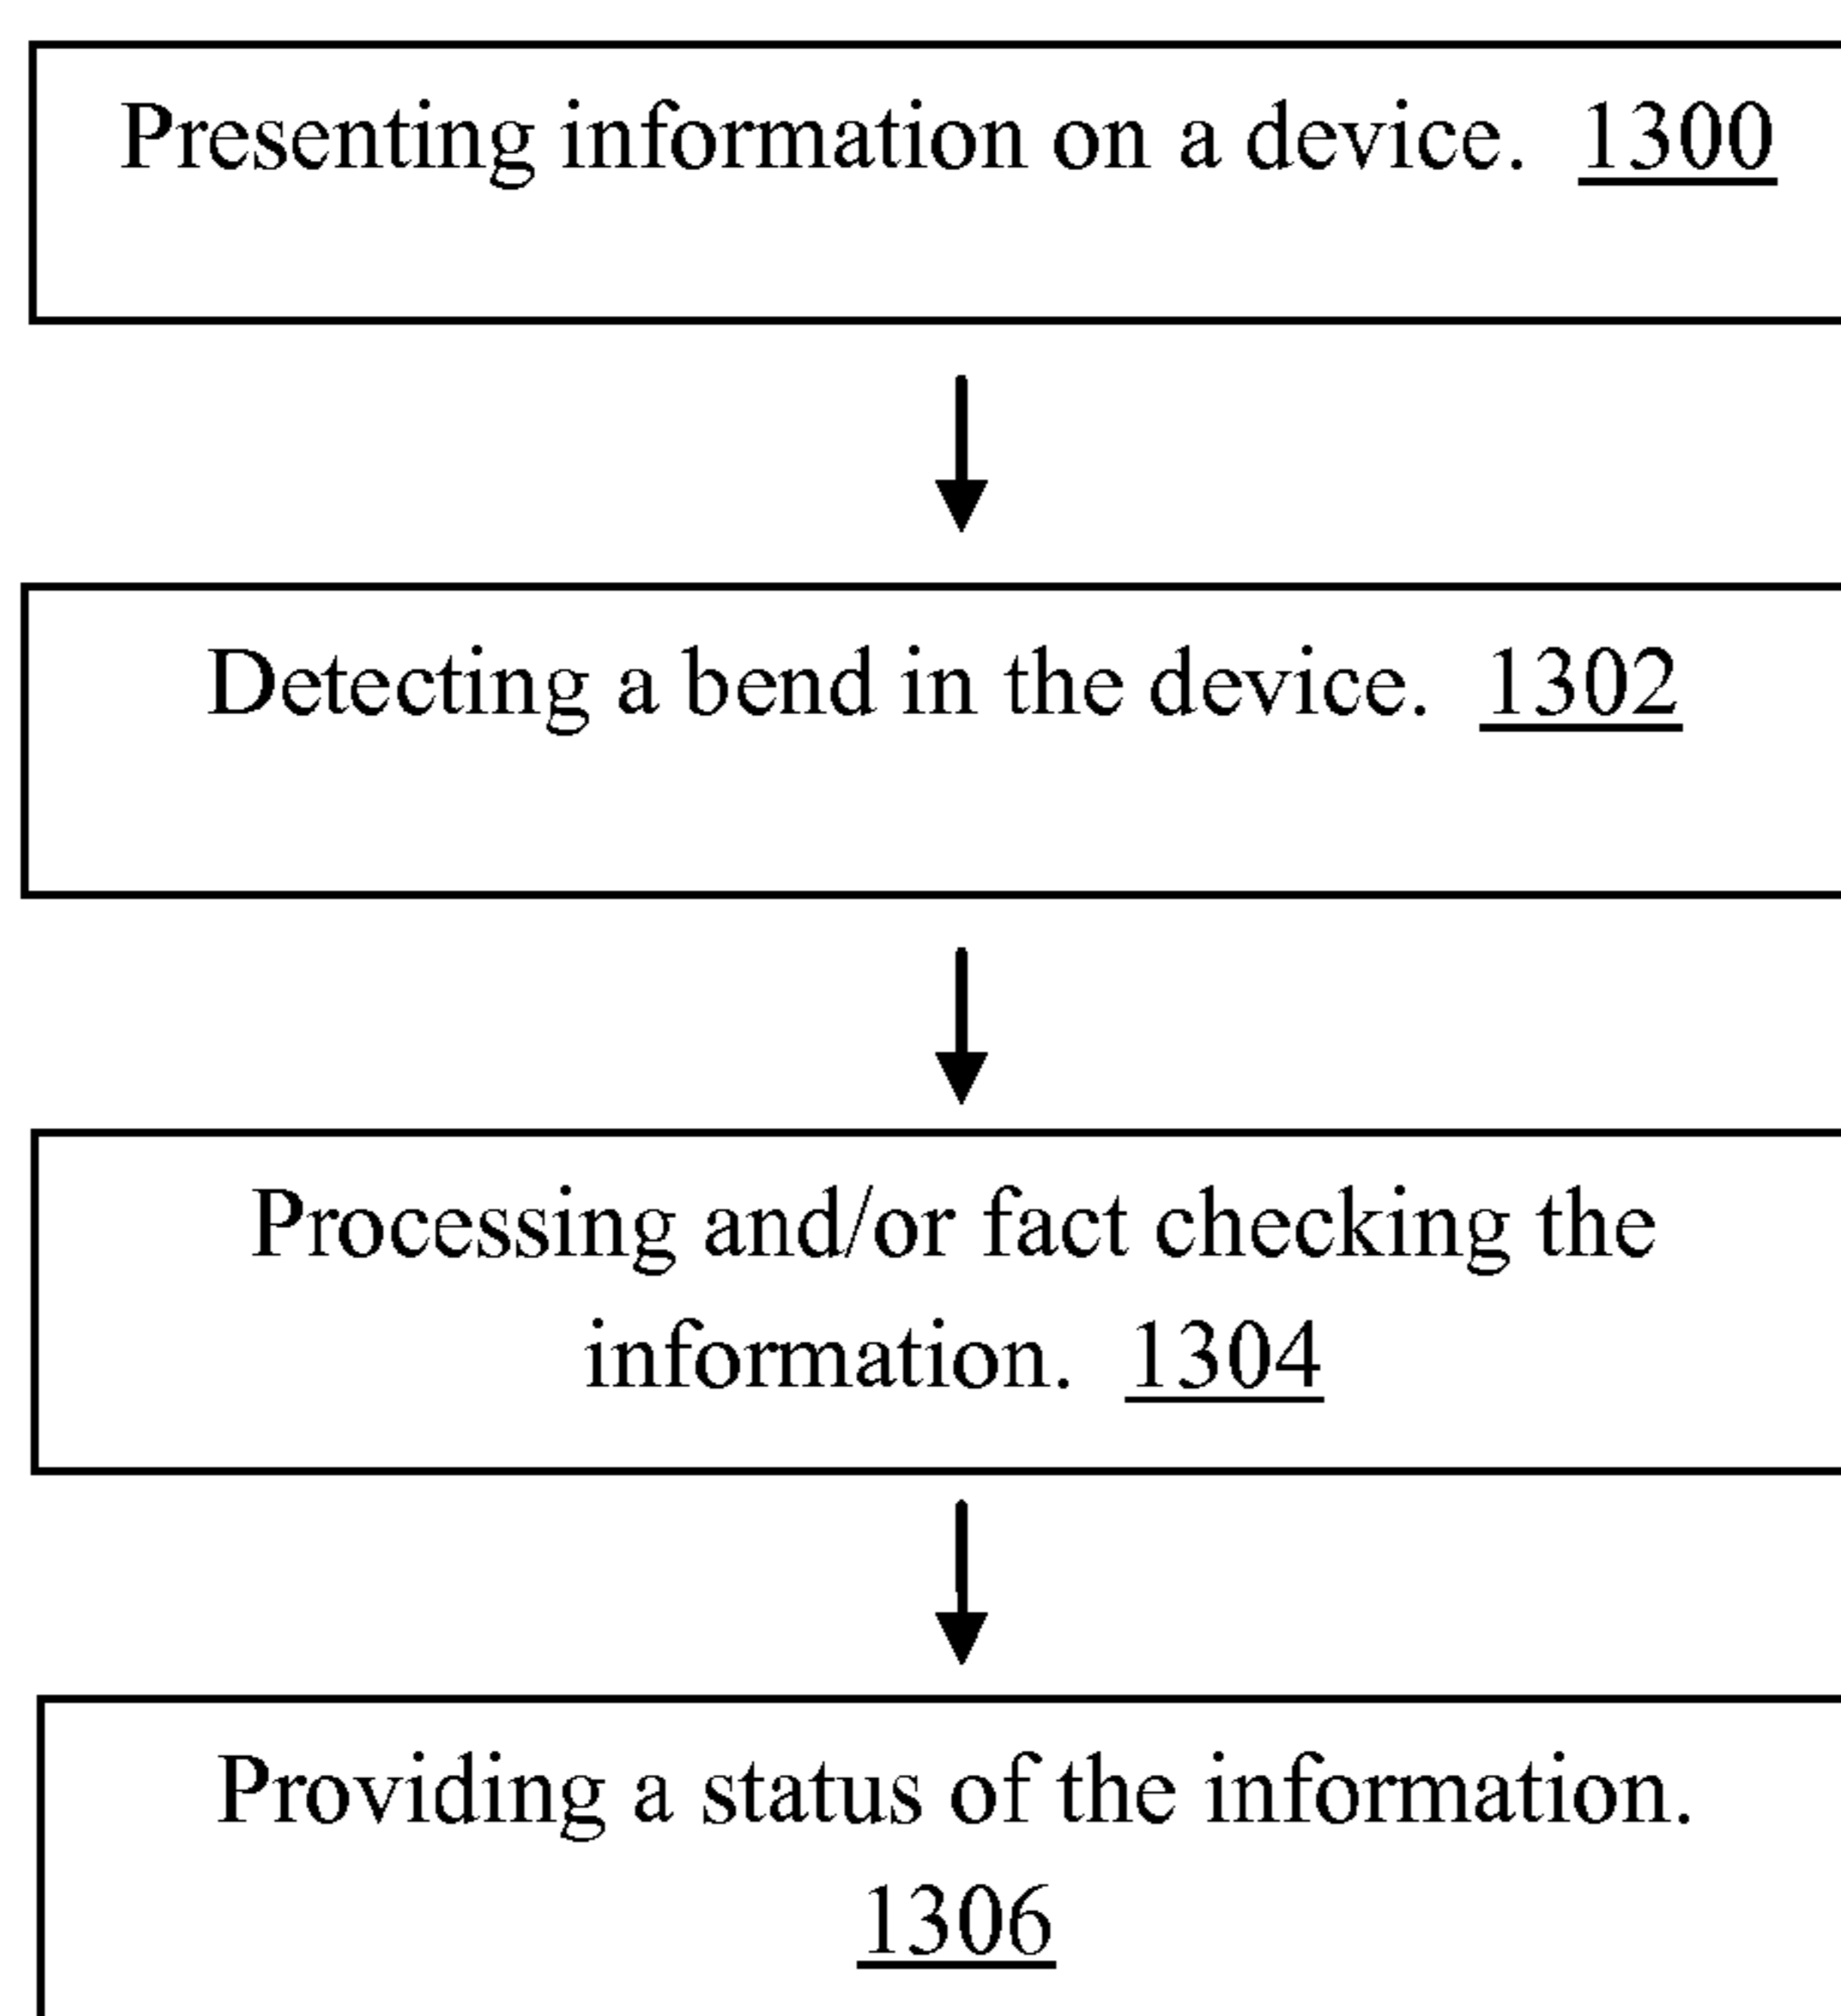 Presenting information on a device. 1300
Detecting a bend in the device. 1302
Processing and/or fact checking the
information. 1304
Providing a status of the information.
1306